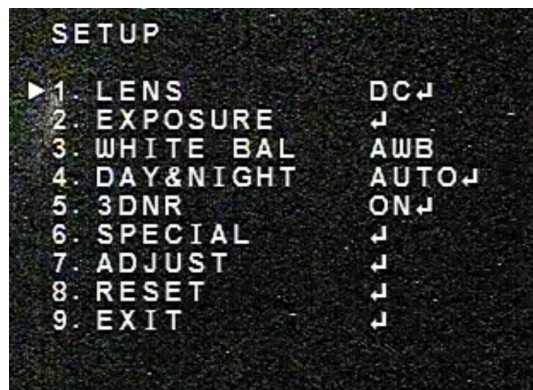 SETUP
1. LENS DC↲
2. EXPOSURE ↲
3. WHITE BAL AWB
4. DAY&NIGHT AUTO↲
5. 3DNR ON↲
6. SPECIAL ↲
7. ADJUST ↲
8. RESET ↲
9. EXIT ↲